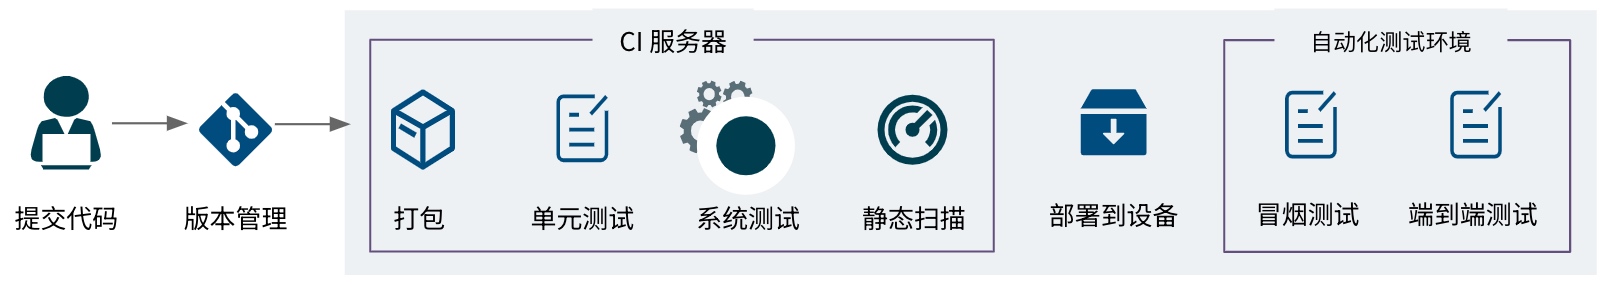 CI 服务器
自动化测试环境
提交代码
版本管理
打包
单元测试
系统测试
静态扫描
部署到设备
冒烟测试
端到端测试